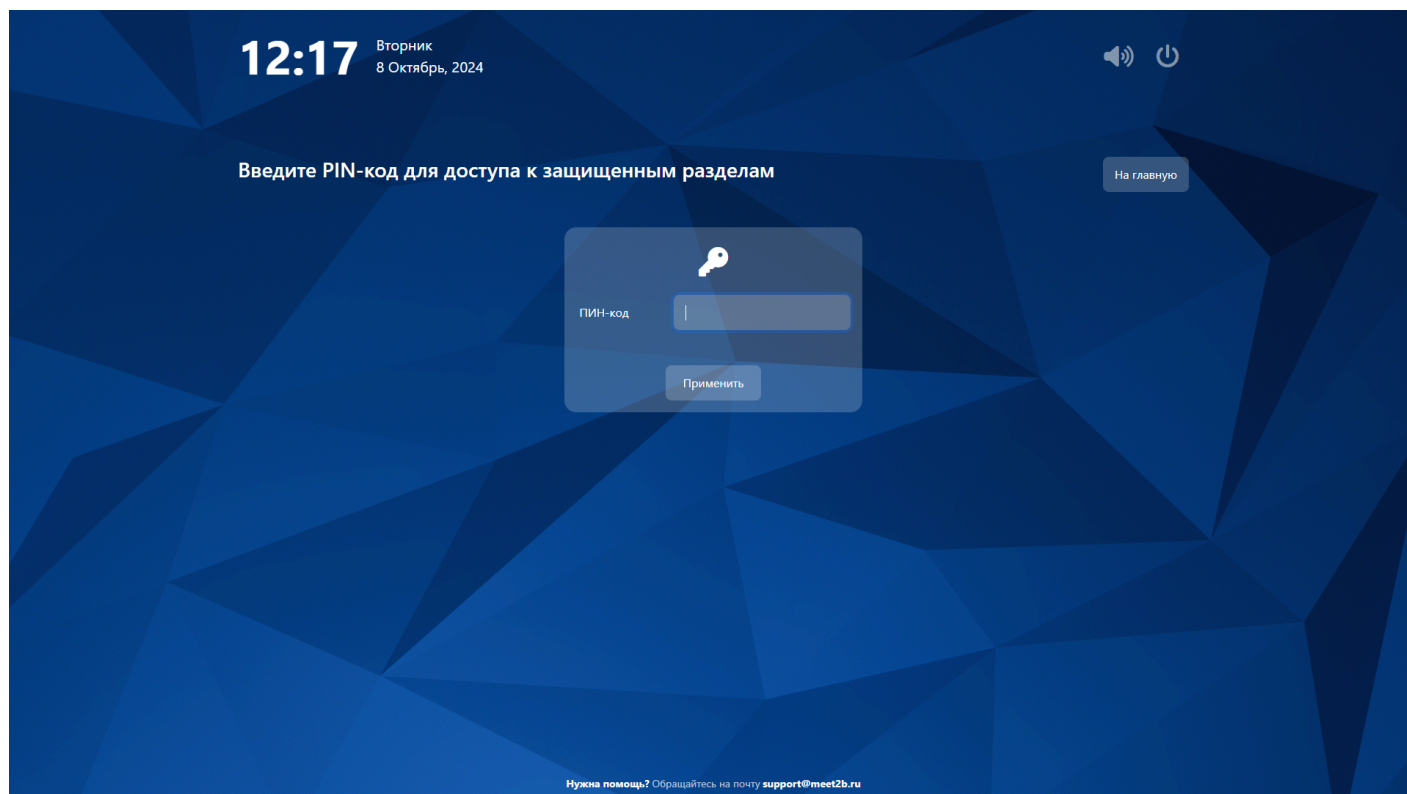 12:17
Вторник
8 Октябрь, 2024
Введите PIN-код для доступа к защищенным разделам
На главную
ПИН-код
Применить
Нужна помощь? Обращайтесь на почту support@meet2b.ru